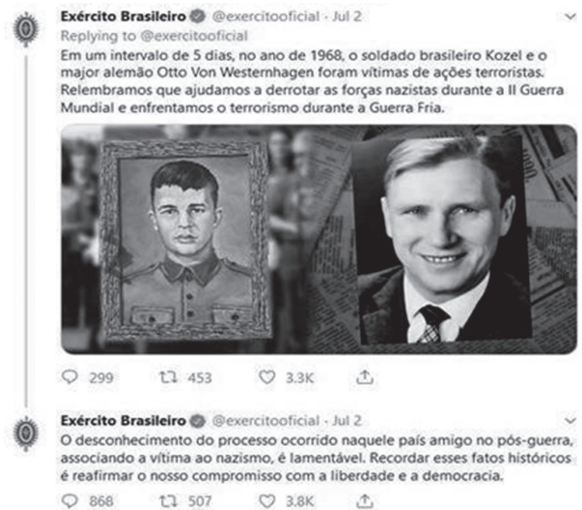 Exército Brasileiro @exercitooficial · Jul 2
Replying to @exercitooficial
Em um intervalo de 5 dias, no ano de 1968, o soldado brasileiro Kozel e o
major alemão Otto Von Westernhagen foram vítimas de ações terroristas.
Relembramos que ajudamos a derrotar as forças nazistas durante a II Guerra
Mundial e enfrentamos o terrorismo durante a Guerra Fria.
299 453 3.3K
Exército Brasileiro @exercitooficial · Jul 2
O desconhecimento do processo ocorrido naquele país amigo no pós-guerra,
associando a vítima ao nazismo, é lamentável. Recordar esses fatos históricos
é reafirmar o nosso compromisso com a liberdade e a democracia.
868 507 3.8K